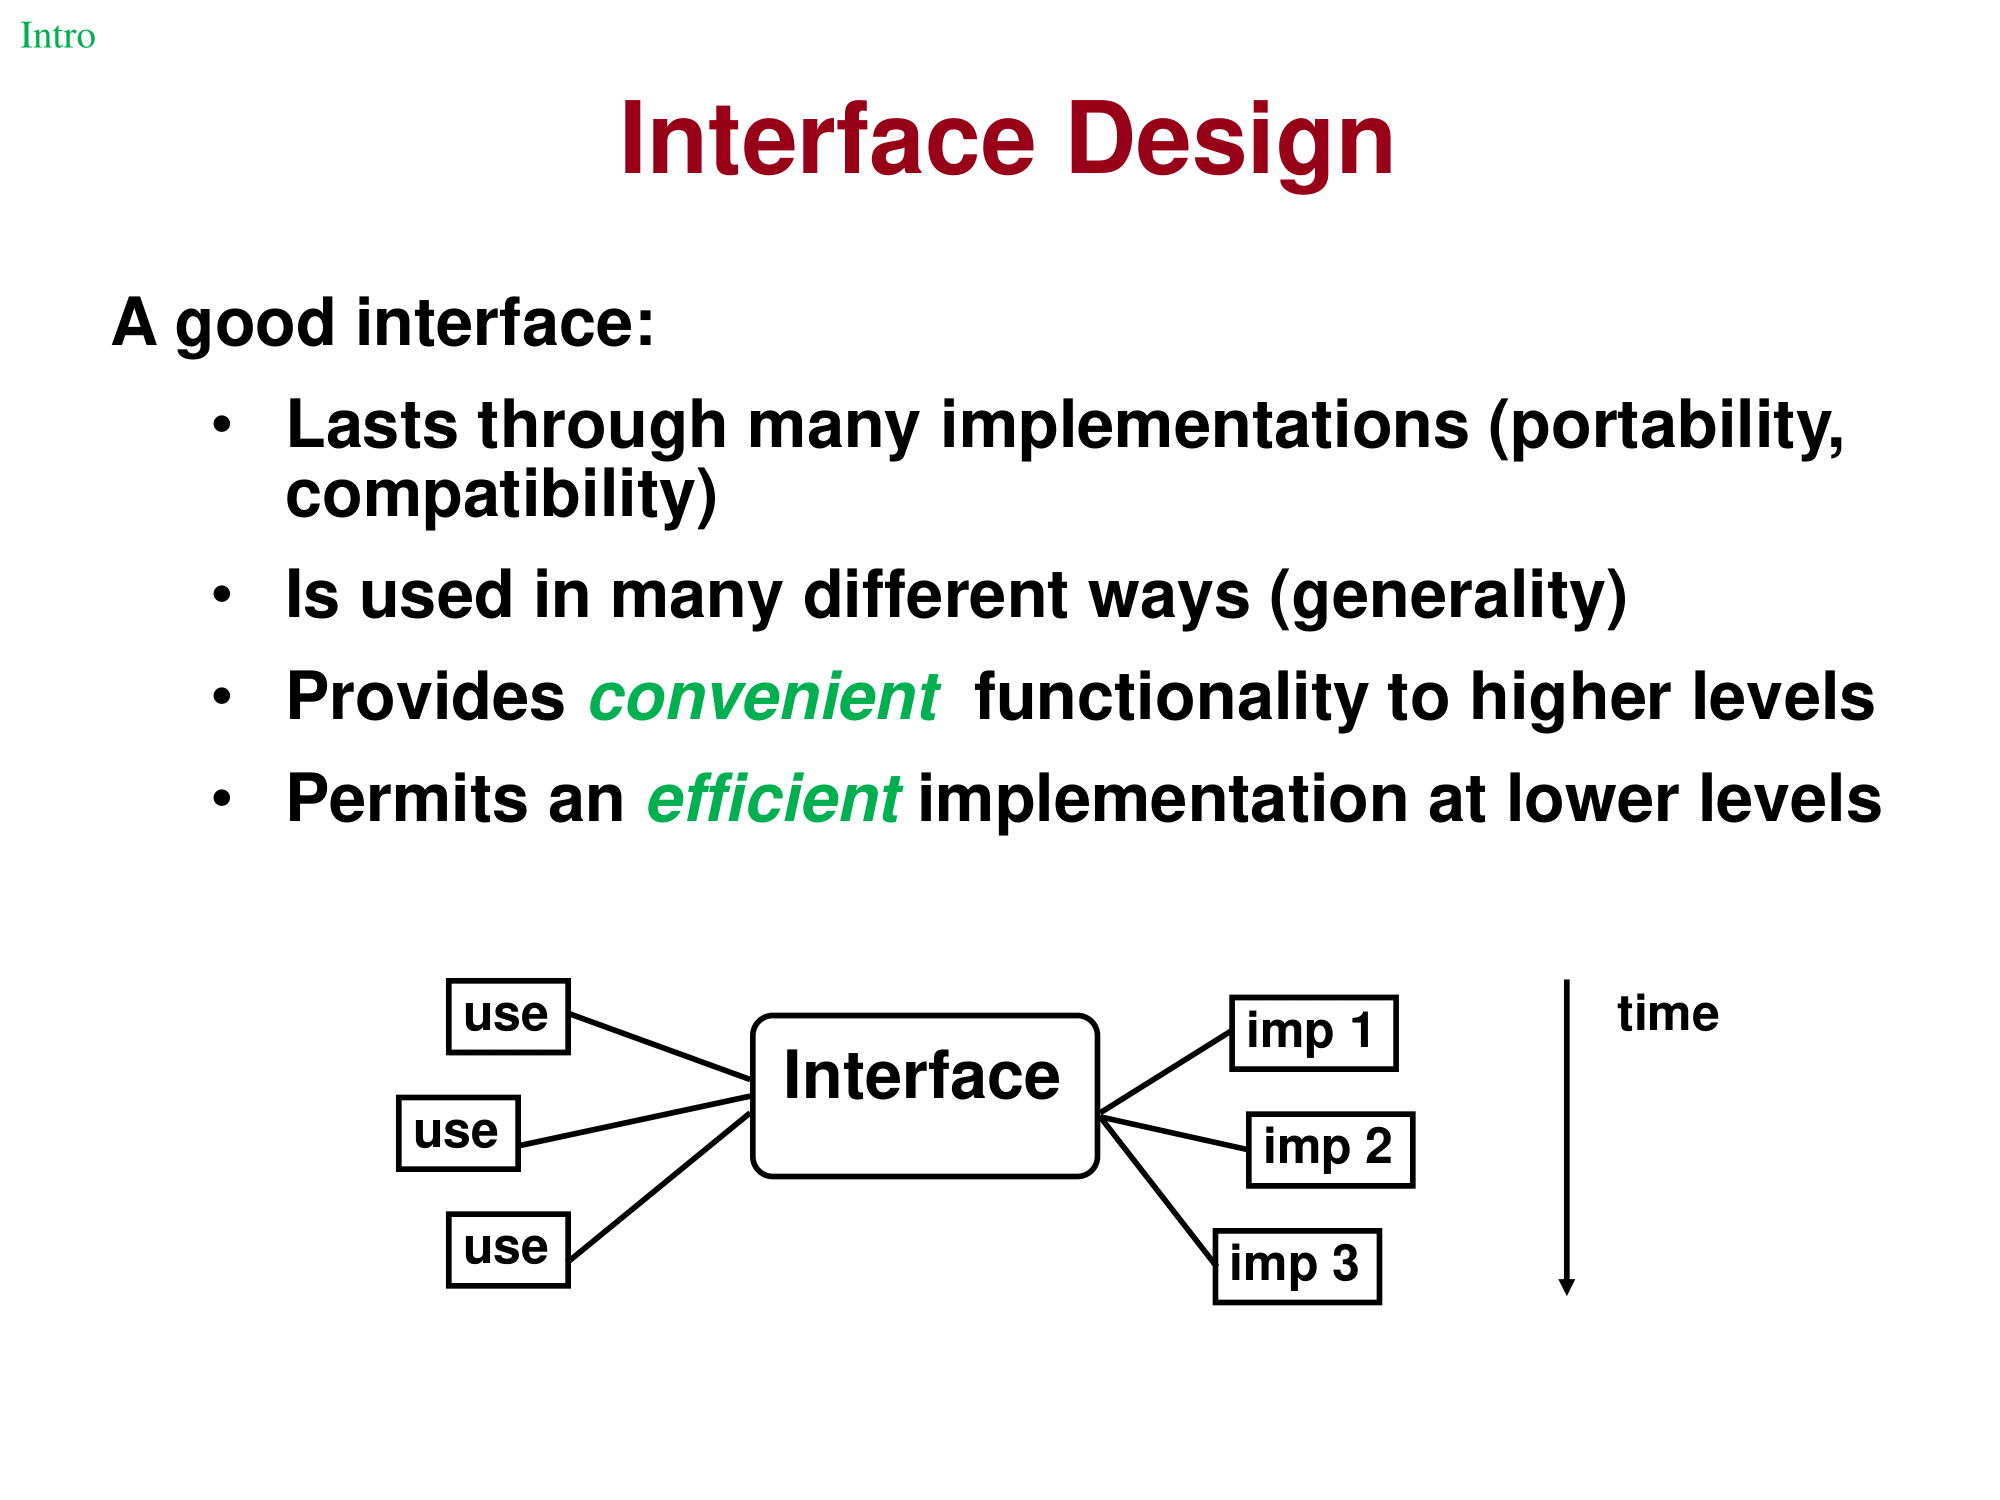 Intro
Interface Design
A good interface:
• Lasts through many implementations (portability,
compatibility)
• Is used in many different ways (generality)
• Provides convenient functionality to higher levels
• Permits an efficient implementation at lower levels
use
use
use
Interface
imp 1
imp 2
imp 3
time